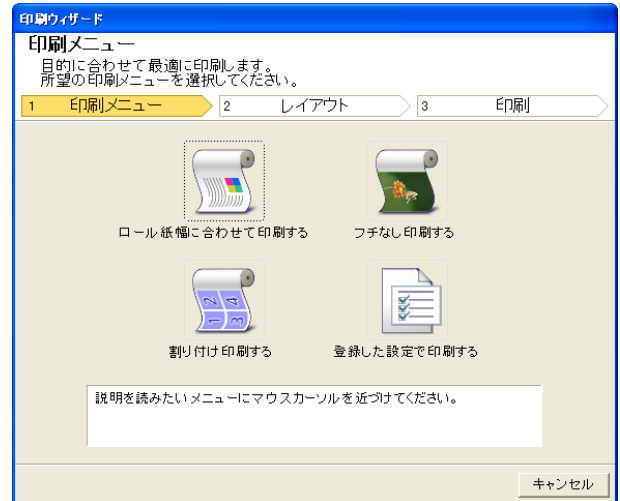 印刷ウィザード
印刷メニュー
目的に合わせて最適に印刷します。
所望の印刷メニューを選択してください。
1 印刷メニュー 2 レイアウト 3 印刷
ロール紙幅に合わせて印刷する フチなし印刷する
1 2 3 4
割り付け印刷する 登録した設定で印刷する
説明を読みたいメニューにマウスカーソルを近づけてください。
キャンセル